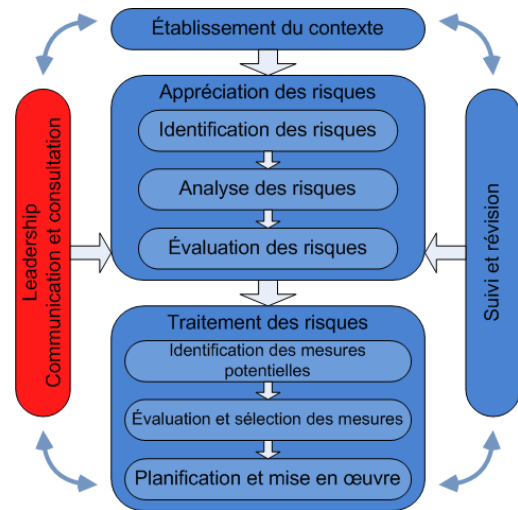 Établissement du contexte
Appréciation des risques
Identification des risques
Analyse des risques
Évaluation des risques
Leadership
Communication et consultation
Suivi et révision
Traitement des risques
Identification des mesures
potentielles
Évaluation et sélection des mesures
Planification et mise en œuvre